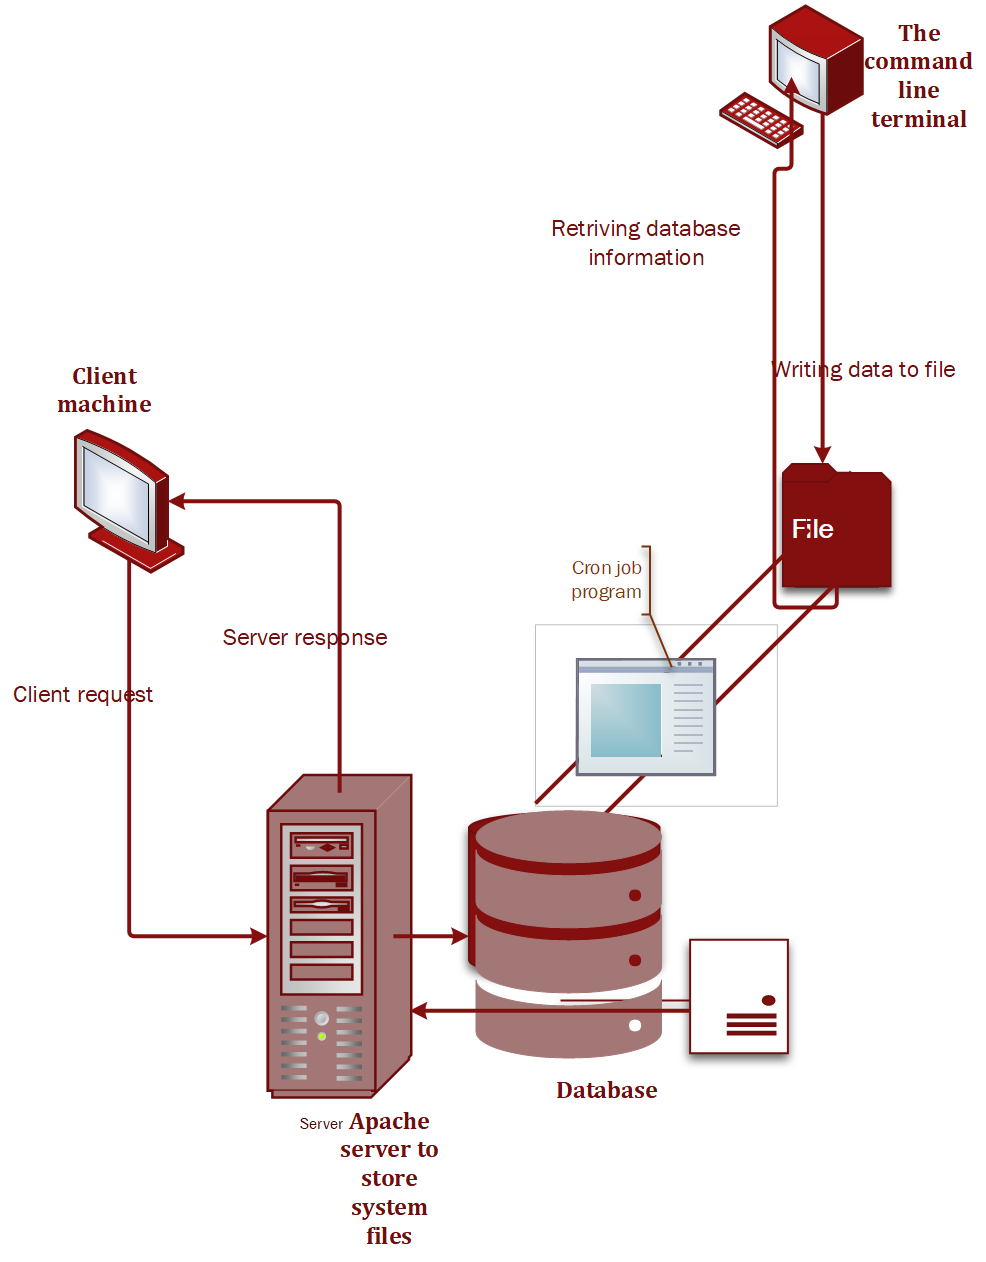 The
command
line
terminal
Retriving database
information
Writing data to file
Client
machine
File
Cron job
program
Server response
Client request
Database
Server
Apache
server to
store
system
files